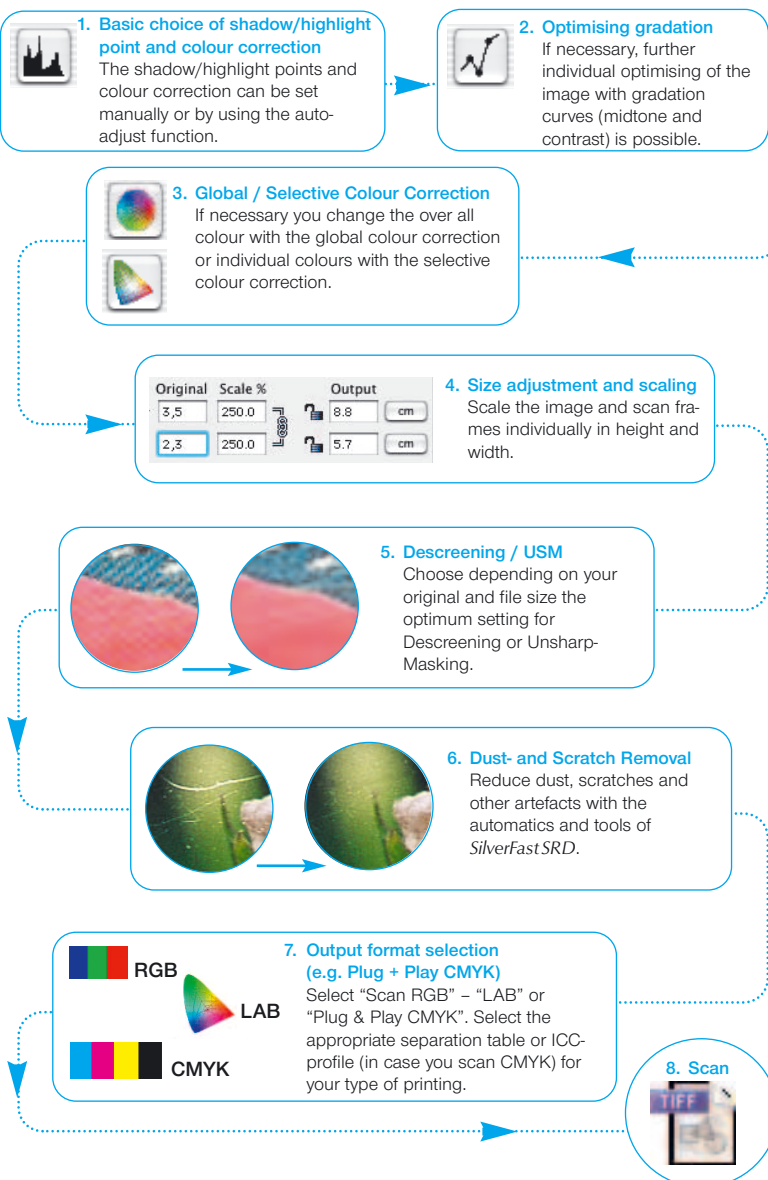 1. Basic choice of shadow/highlight
point and colour correction
The shadow/highlight points and
colour correction can be set
manually or by using the auto-
adjust function.
2. Optimising gradation
If necessary, further
individual optimising of the
image with gradation
curves (midtone and
contrast) is possible.
3. Global / Selective Colour Correction
If necessary you change the over all
colour with the global colour correction
or individual colours with the selective
colour correction.
Original Scale % Output
3,5 250.0 8.8 cm
2,3 250.0 5.7 cm
4. Size adjustment and scaling
Scale the image and scan fra-
mes individually in height and
width.
5. Descreening / USM
Choose depending on your
original and file size the
optimum setting for
Descreening or Unsharp-
Masking.
6. Dust- and Scratch Removal
Reduce dust, scratches and
other artefacts with the
automatics and tools of
SilverFast SRD.
RGB
LAB
CMYK
7. Output format selection
(e.g. Plug + Play CMYK)
Select “Scan RGB” – “LAB” or
“Plug & Play CMYK”. Select the
appropriate separation table or ICC-
profile (in case you scan CMYK) for
your type of printing.
8. Scan
TIFF